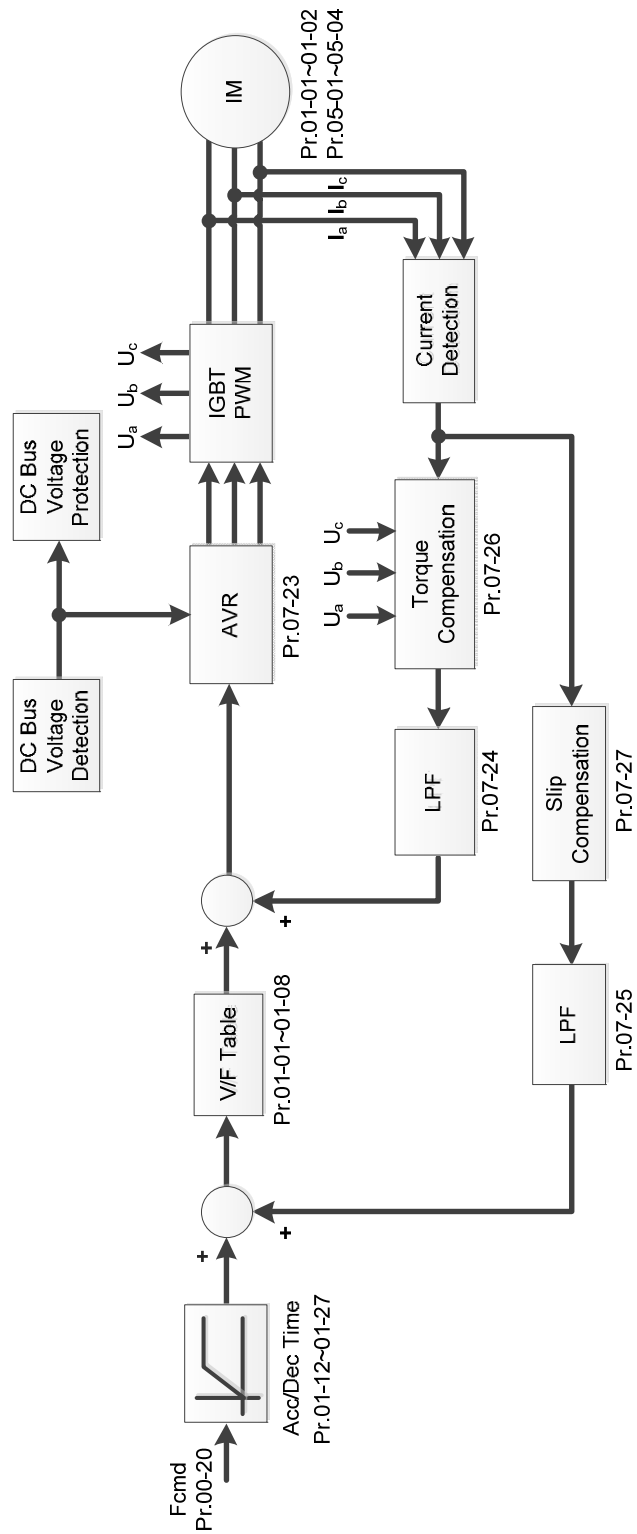 Fcmd
Pr.00-20
Acc/Dec Time
Pr.01-12~01-27
+
+
V/F Table
Pr.01-01~01-08
+
+
DC Bus
Voltage
Detection
DC Bus
Voltage
Protection
AVR
Pr.07-23
IGBT
PWM
Ua
Ub
Uc
IM
Pr.01-01~01-02
Pr.05-01~05-04
Ia
Ib
Ic
Current
Detection
Ua
Ub
Uc
Torque
Compensation
Pr.07-26
LPF
Pr.07-24
Slip
Compensation
Pr.07-27
LPF
Pr.07-25